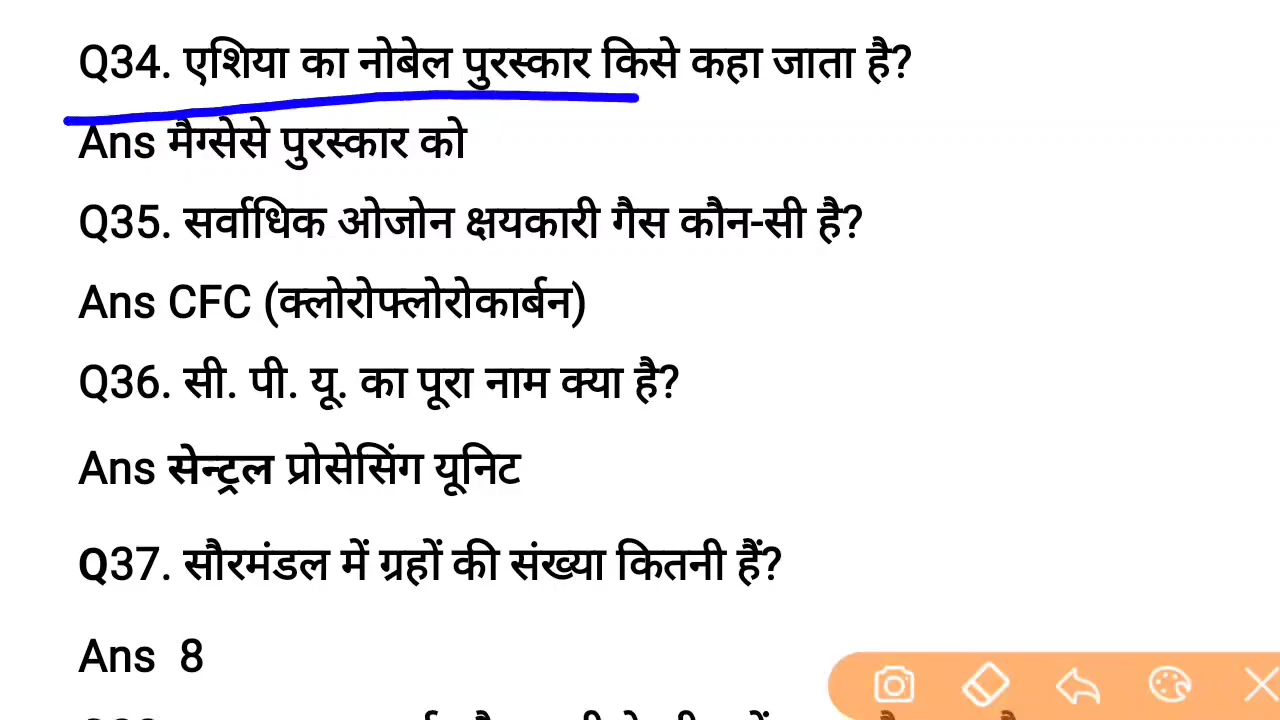 Q34. एशिया का नोबेल पुरस्कार किसे कहा जाता है?
Ans मैग्सेसे पुरस्कार को
Q35. सर्वाधिक ओजोन क्षयकारी गैस कौन-सी है?
Ans CFC (क्लोरोफ्लोरोकार्बन)
Q36. सी. पी. यू. का पूरा नाम क्या है?
Ans सेन्ट्रल प्रोसेसिंग यूनिट
Q37. सौरमंडल में ग्रहों की संख्या कितनी हैं?
Ans 8